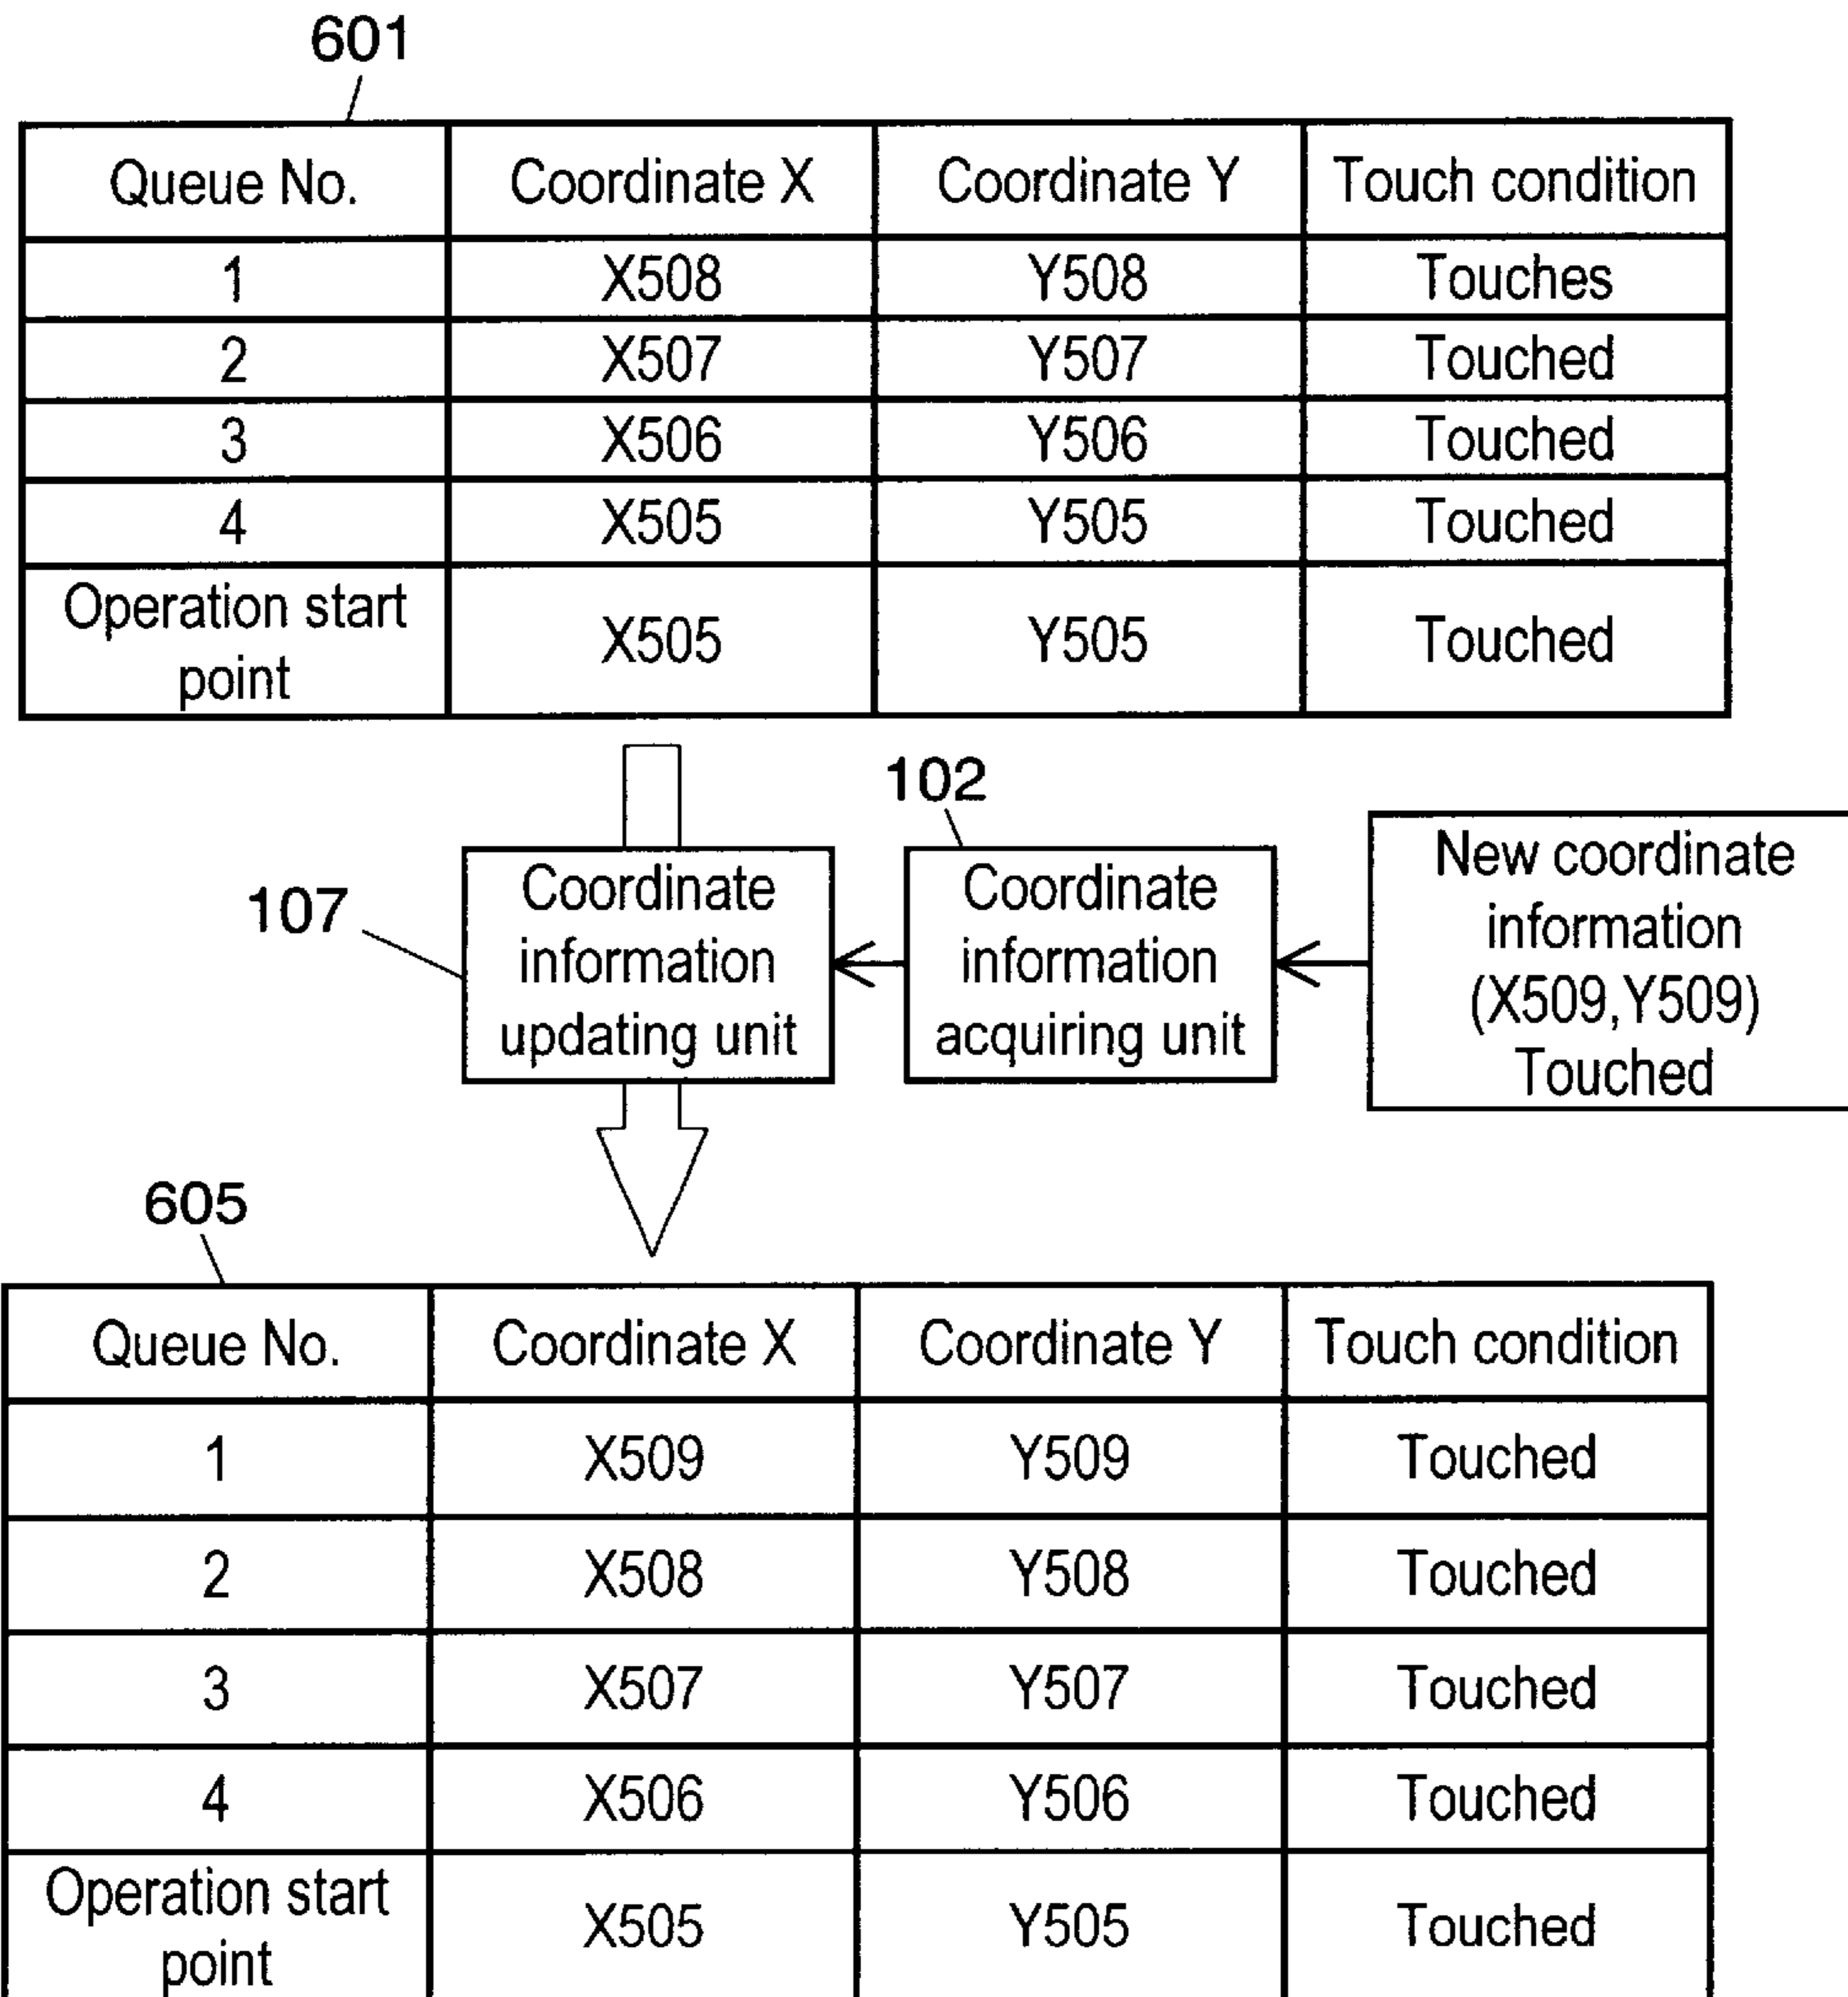 601
Queue No. Coordinate X Coordinate Y Touch condition
1 X508 Y508 Touches
2 X507 Y507 Touched
3 X506 Y506 Touched
4 X505 Y505 Touched
Operation start
point X505 Y505 Touched
102
107
Coordinate
information
updating unit
Coordinate
information
acquiring unit
New coordinate
information
(X509,Y509)
Touched
605
Queue No. Coordinate X Coordinate Y Touch condition
1 X509 Y509 Touched
2 X508 Y508 Touched
3 X507 Y507 Touched
4 X506 Y506 Touched
Operation start
point X505 Y505 Touched